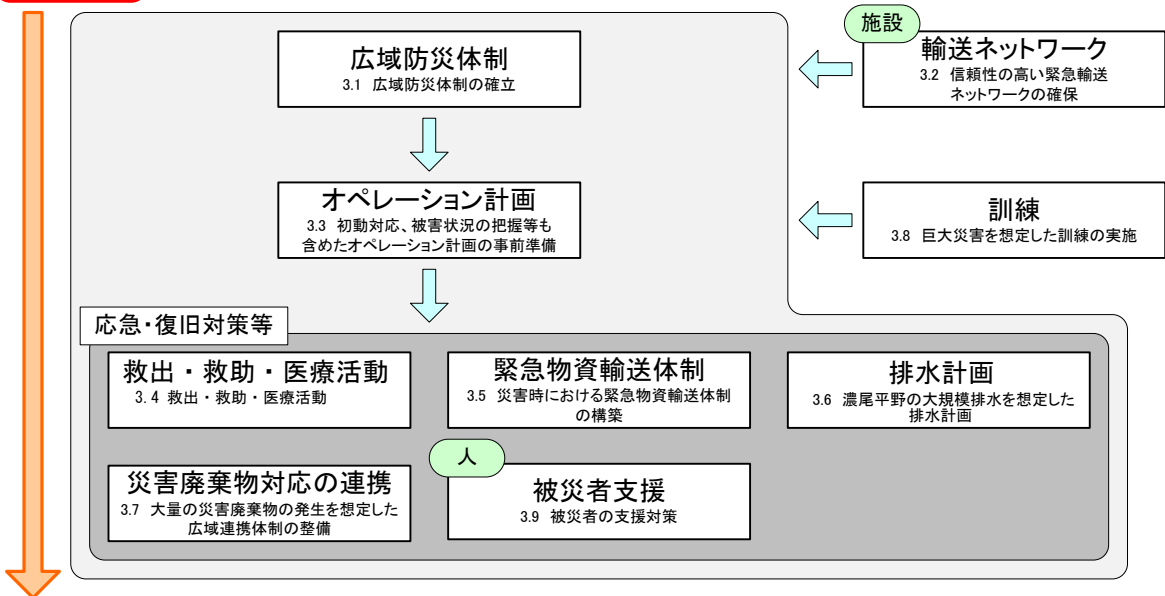 広域防災体制
3.1 広域防災体制の確立
施設
輸送ネットワーク
3.2 信頼性の高い緊急輸送
ネットワークの確保
オペレーション計画
3.3 初動対応、被害状況の把握等も
含めたオペレーション計画の事前準備
訓練
3.8 巨大災害を想定した訓練の実施
応急・復旧対策等
救出・救助・医療活動
3.4 救出・救助・医療活動
緊急物資輸送体制
3.5 災害時における緊急物資輸送体制
の構築
排水計画
3.6 濃尾平野の大規模排水を想定した
排水計画
災害廃棄物対応の連携
3.7 大量の災害廃棄物の発生を想定した
広域連携体制の整備
人
被災者支援
3.9 被災者の支援対策